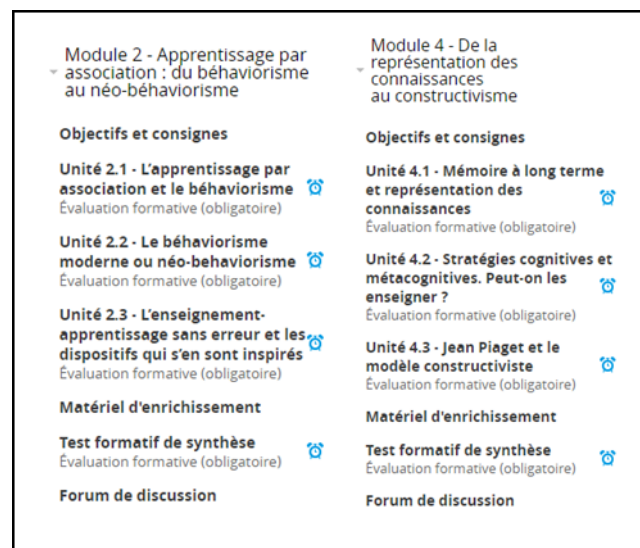 Module 2 - Apprentissage par
association : du béhaviorisme
au néo-béhaviorisme
Objectifs et consignes
Unité 2.1 - L'apprentissage par
association et le béhaviorisme
Évaluation formative (obligatoire)
Unité 2.2 - Le béhaviorisme
moderne ou néo-behaviorisme
Évaluation formative (obligatoire)
Unité 2.3 - L'enseignement-
apprentissage sans erreur et les
dispositifs qui s'en sont inspirés
Évaluation formative (obligatoire)
Matériel d'enrichissement
Test formatif de synthèse
Évaluation formative (obligatoire)
Forum de discussion
Module 4 - De la
représentation des
connaissances
au constructivisme
Objectifs et consignes
Unité 4.1 - Mémoire à long terme
et représentation des
connaissances
Évaluation formative (obligatoire)
Unité 4.2 - Stratégies cognitives et
métacognitives. Peut-on les
enseigner ?
Évaluation formative (obligatoire)
Unité 4.3 - Jean Piaget et le
modèle constructiviste
Évaluation formative (obligatoire)
Matériel d'enrichissement
Test formatif de synthèse
Évaluation formative (obligatoire)
Forum de discussion